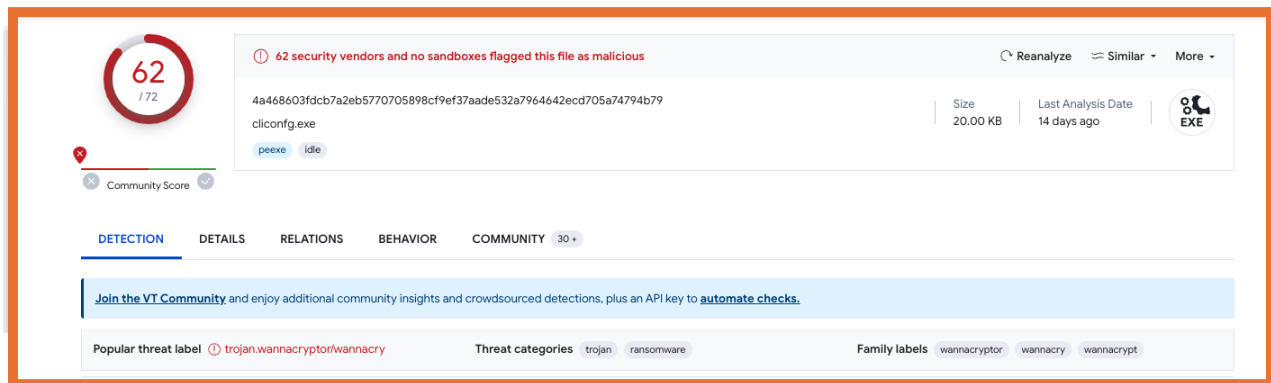 62
/ 72
Community Score
62 security vendors and no sandboxes flagged this file as malicious
Reanalyze Similar More
4a468603fdcb7a2eb5770705898cf9ef37aade532a7964642ecd705a74794b79
cliconfg.exe
peexe idle
Size
20.00 KB
Last Analysis Date
14 days ago
EXE
DETECTION DETAILS RELATIONS BEHAVIOR COMMUNITY 30 +
Join the VT Community and enjoy additional community insights and crowdsourced detections, plus an API key to automate checks.
Popular threat label trojan.wannacryptor/wannacry Threat categories trojan ransomware Family labels wannacryptor wannacry wannacrypt